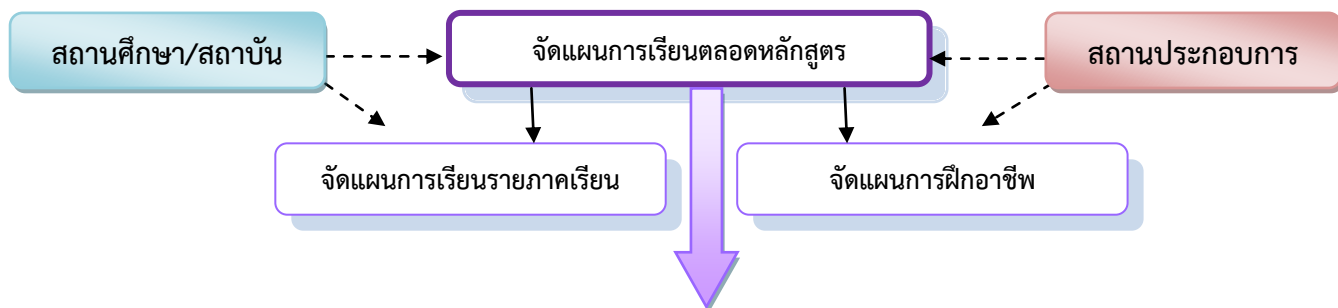 สถานศึกษา/สถาบัน
จัดแผนการเรียนตลอดหลักสูตร
สถานประกอบการ
จัดแผนการเรียนรายภาคเรียน
จัดแผนการฝึกอาชีพ